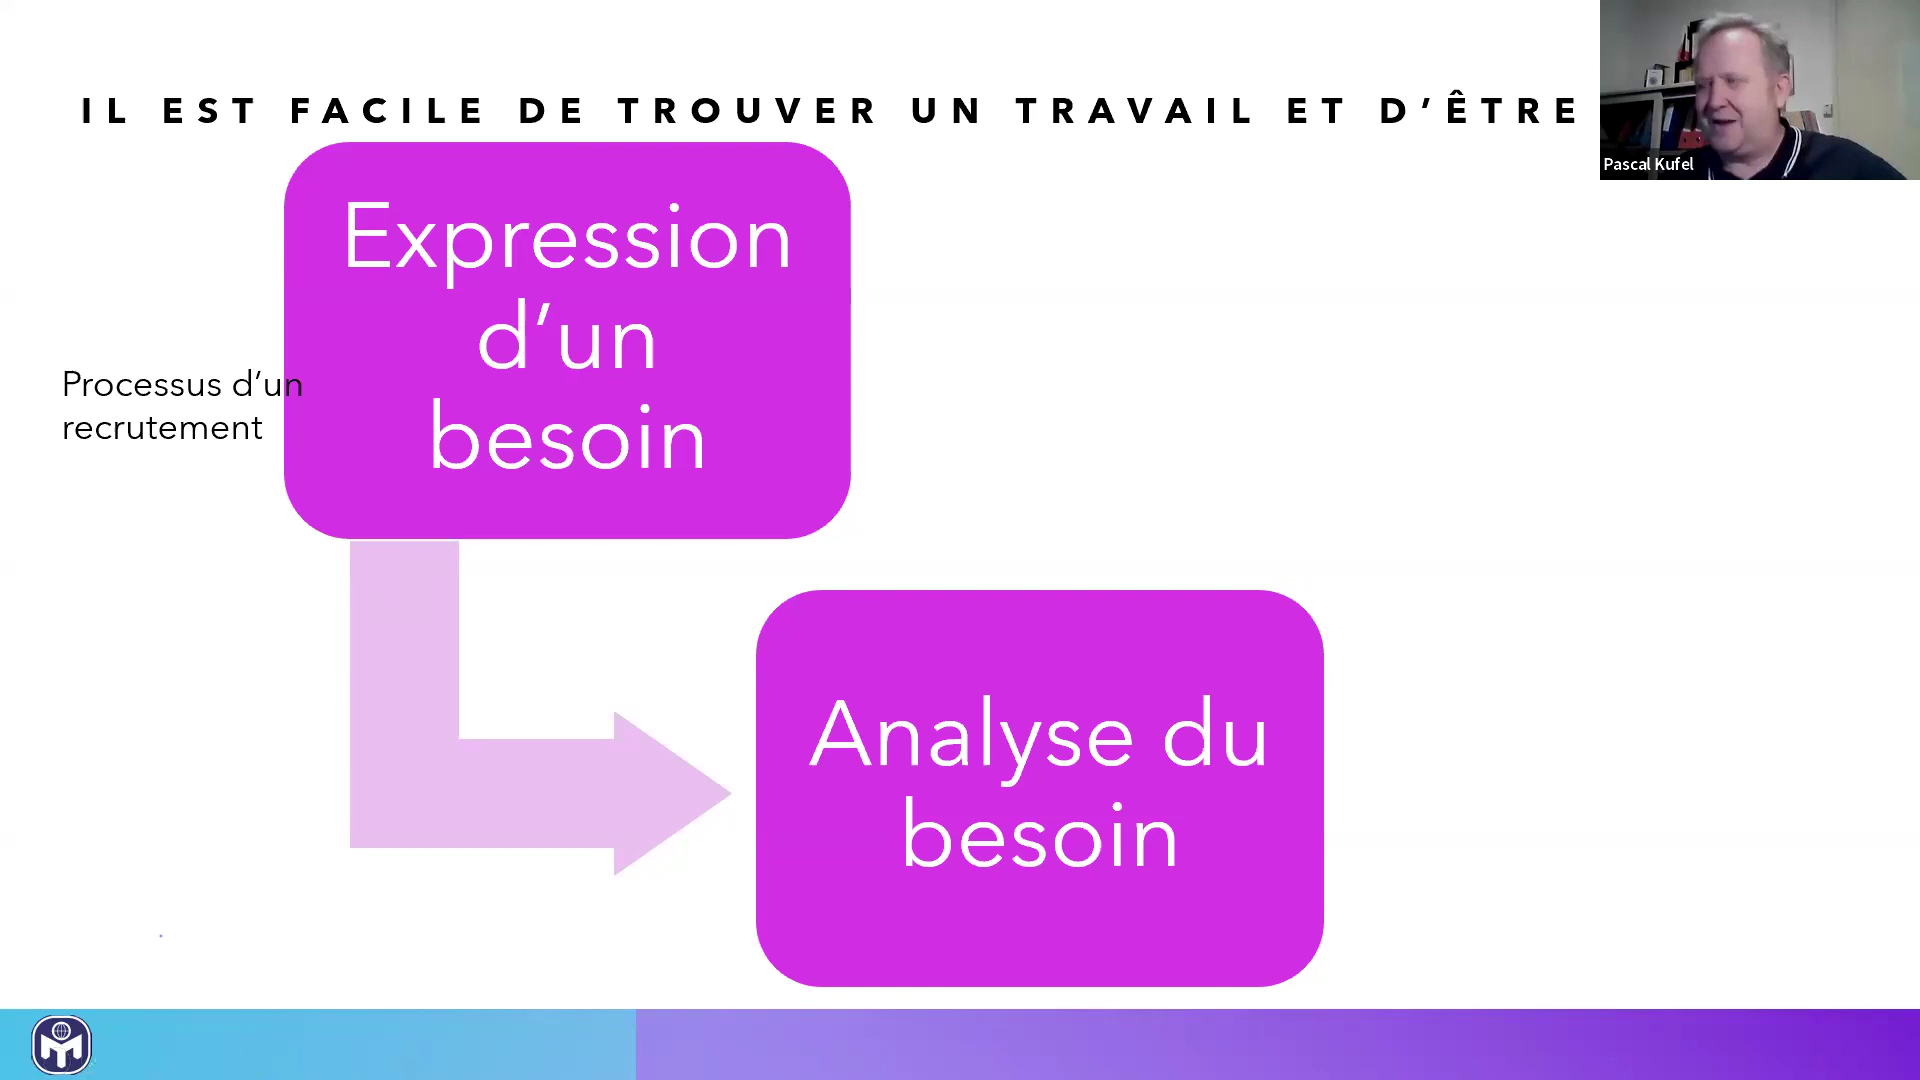 IL EST FACILE DE TROUVER UN TRAVAIL ET D’ÊTRE
Pascal Kufel
Expression
d’un
besoin
Processus d’un
recrutement
Analyse du
besoin